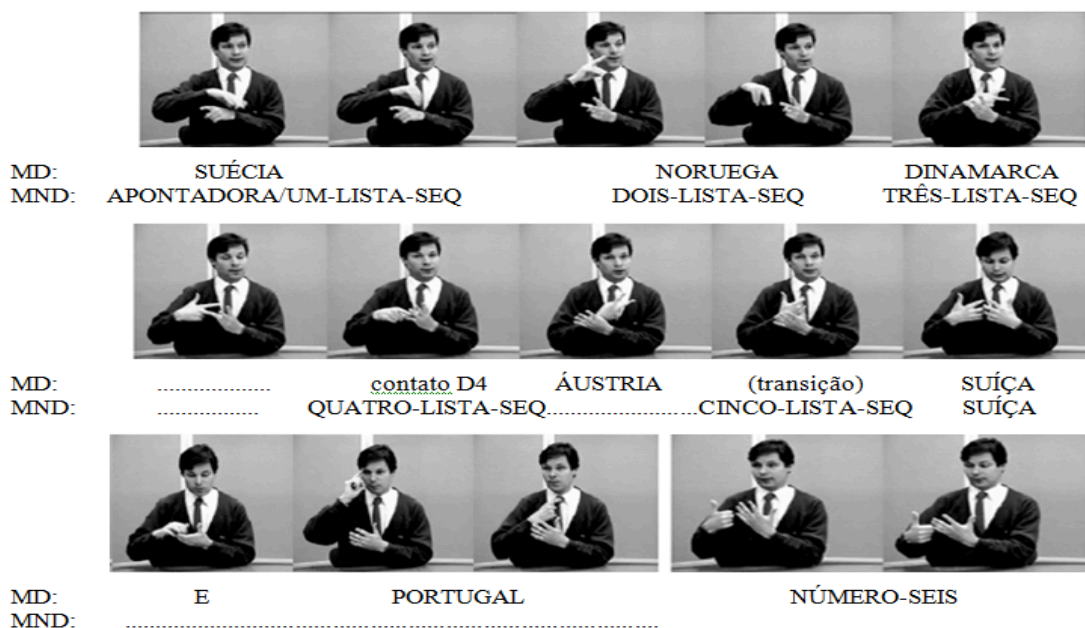 MD: SUÉCIA NORUEGA DINAMARCA
MND: APONTADORA/UM-LISTA-SEQ DOIS-LISTA-SEQ TRÊS-LISTA-SEQ
MD: ................... contato D4 ÁUSTRIA (transição) SUÍÇA
MND: ................. QUATRO-LISTA-SEQ.........................CINCO-LISTA-SEQ SUÍÇA
MD: E PORTUGAL NÚMERO-SEIS
MND: .........................................................................................